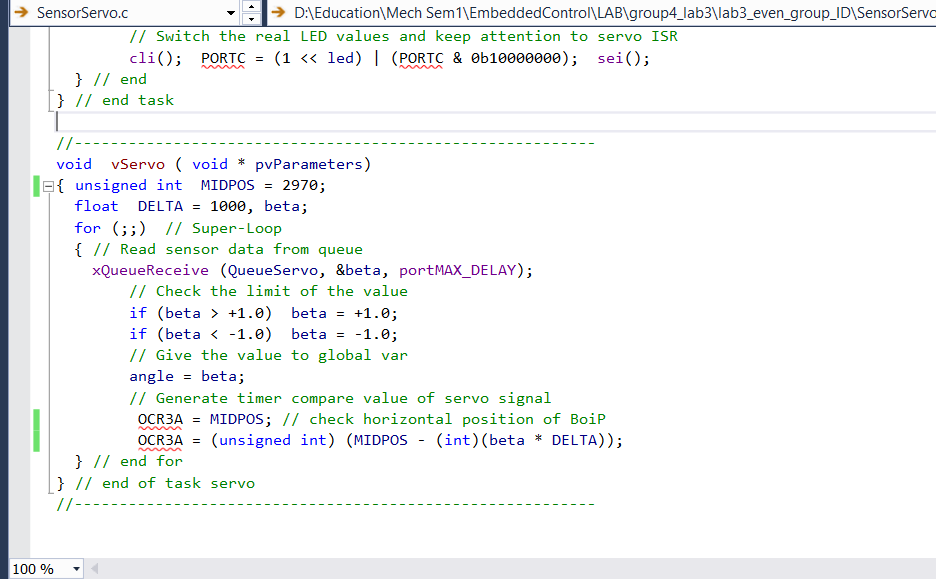 SensorServo.c
D:\Education\Mech Sem1\EmbeddedControl\LAB\group4_lab3\lab3_even_group_ID\SensorServo
// Switch the real LED values and keep attention to servo ISR
cli();  PORTC = (1 << led) | (PORTC & 0b10000000);  sei();
} // end
} // end task
//----------------------------------------------------------
void  vServo ( void * pvParameters)
{ unsigned int  MIDPOS = 2970;
float  DELTA = 1000, beta;
for (;;)  // Super-Loop
{ // Read sensor data from queue
xQueueReceive (QueueServo, &beta, portMAX_DELAY);
// Check the limit of the value
if (beta > +1.0)  beta = +1.0;
if (beta < -1.0)  beta = -1.0;
// Give the value to global var
angle = beta;
// Generate timer compare value of servo signal
OCR3A = MIDPOS; // check horizontal position of BoiP
OCR3A = (unsigned int) (MIDPOS - (int)(beta * DELTA));
} // end for
} // end of task servo
//----------------------------------------------------------
100 %